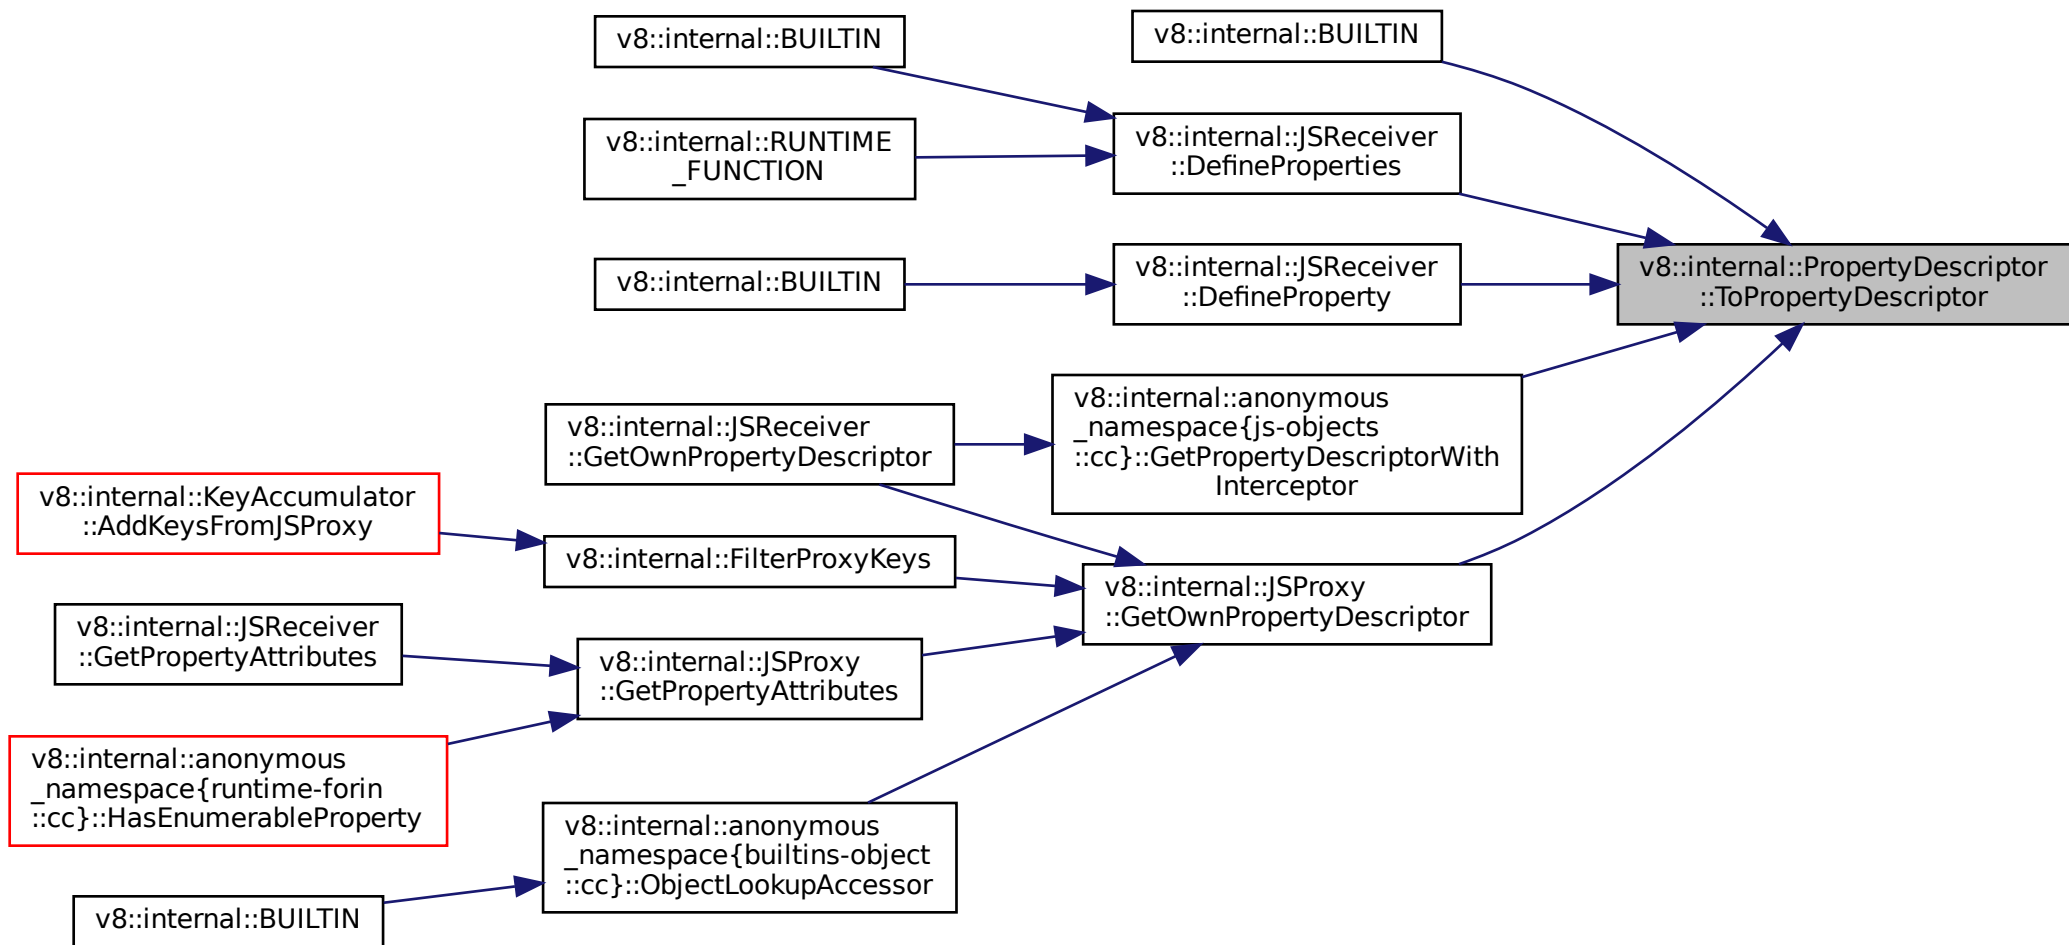 v8::internal::BUILTIN
v8::internal::BUILTIN
v8::internal::JSReceiver
::DefineProperties
v8::internal::RUNTIME
_FUNCTION
v8::internal::PropertyDescriptor
::ToPropertyDescriptor
v8::internal::JSReceiver
::DefineProperty
v8::internal::BUILTIN
v8::internal::anonymous
_namespace{js-objects
::cc}::GetPropertyDescriptorWith
Interceptor
v8::internal::JSReceiver
::GetOwnPropertyDescriptor
v8::internal::KeyAccumulator
::AddKeysFromJSProxy
v8::internal::FilterProxyKeys
v8::internal::JSProxy
::GetOwnPropertyDescriptor
v8::internal::JSReceiver
::GetPropertyAttributes
v8::internal::JSProxy
::GetPropertyAttributes
v8::internal::anonymous
_namespace{runtime-forin
::cc}::HasEnumerableProperty
v8::internal::anonymous
_namespace{builtins-object
::cc}::ObjectLookupAccessor
v8::internal::BUILTIN